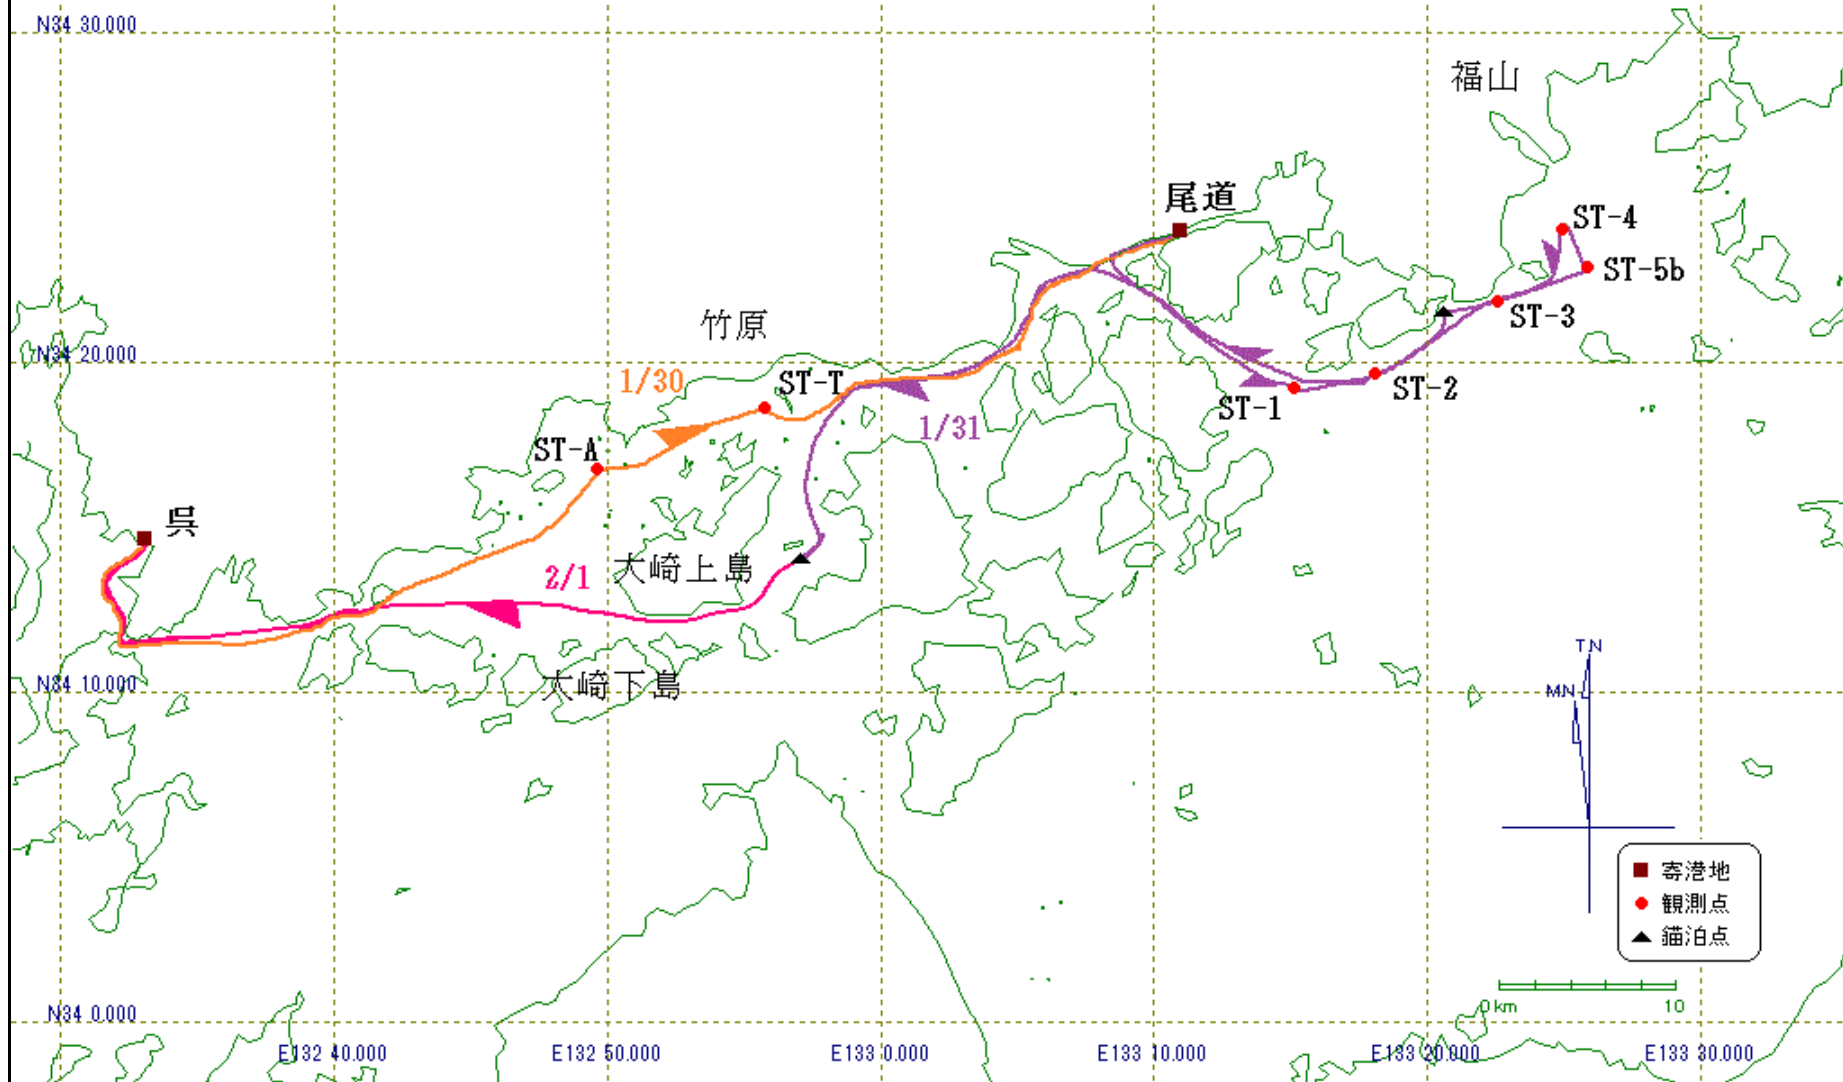 N34 30.000
福山
尾道
ST-4
ST-5b
ST-3
竹原
N34 20.000
1/30
ST-T
ST-2
ST-1
1/31
ST-A
呉
2/1
大崎上島
TN
大崎下島
N34 10.000
MN
寄港地
観測点
錨泊点
0 km
10
N34 0.000
E132 40.000
E132 50.000
E133 0.000
E133 10.000
E133 20.000
E133 30.000